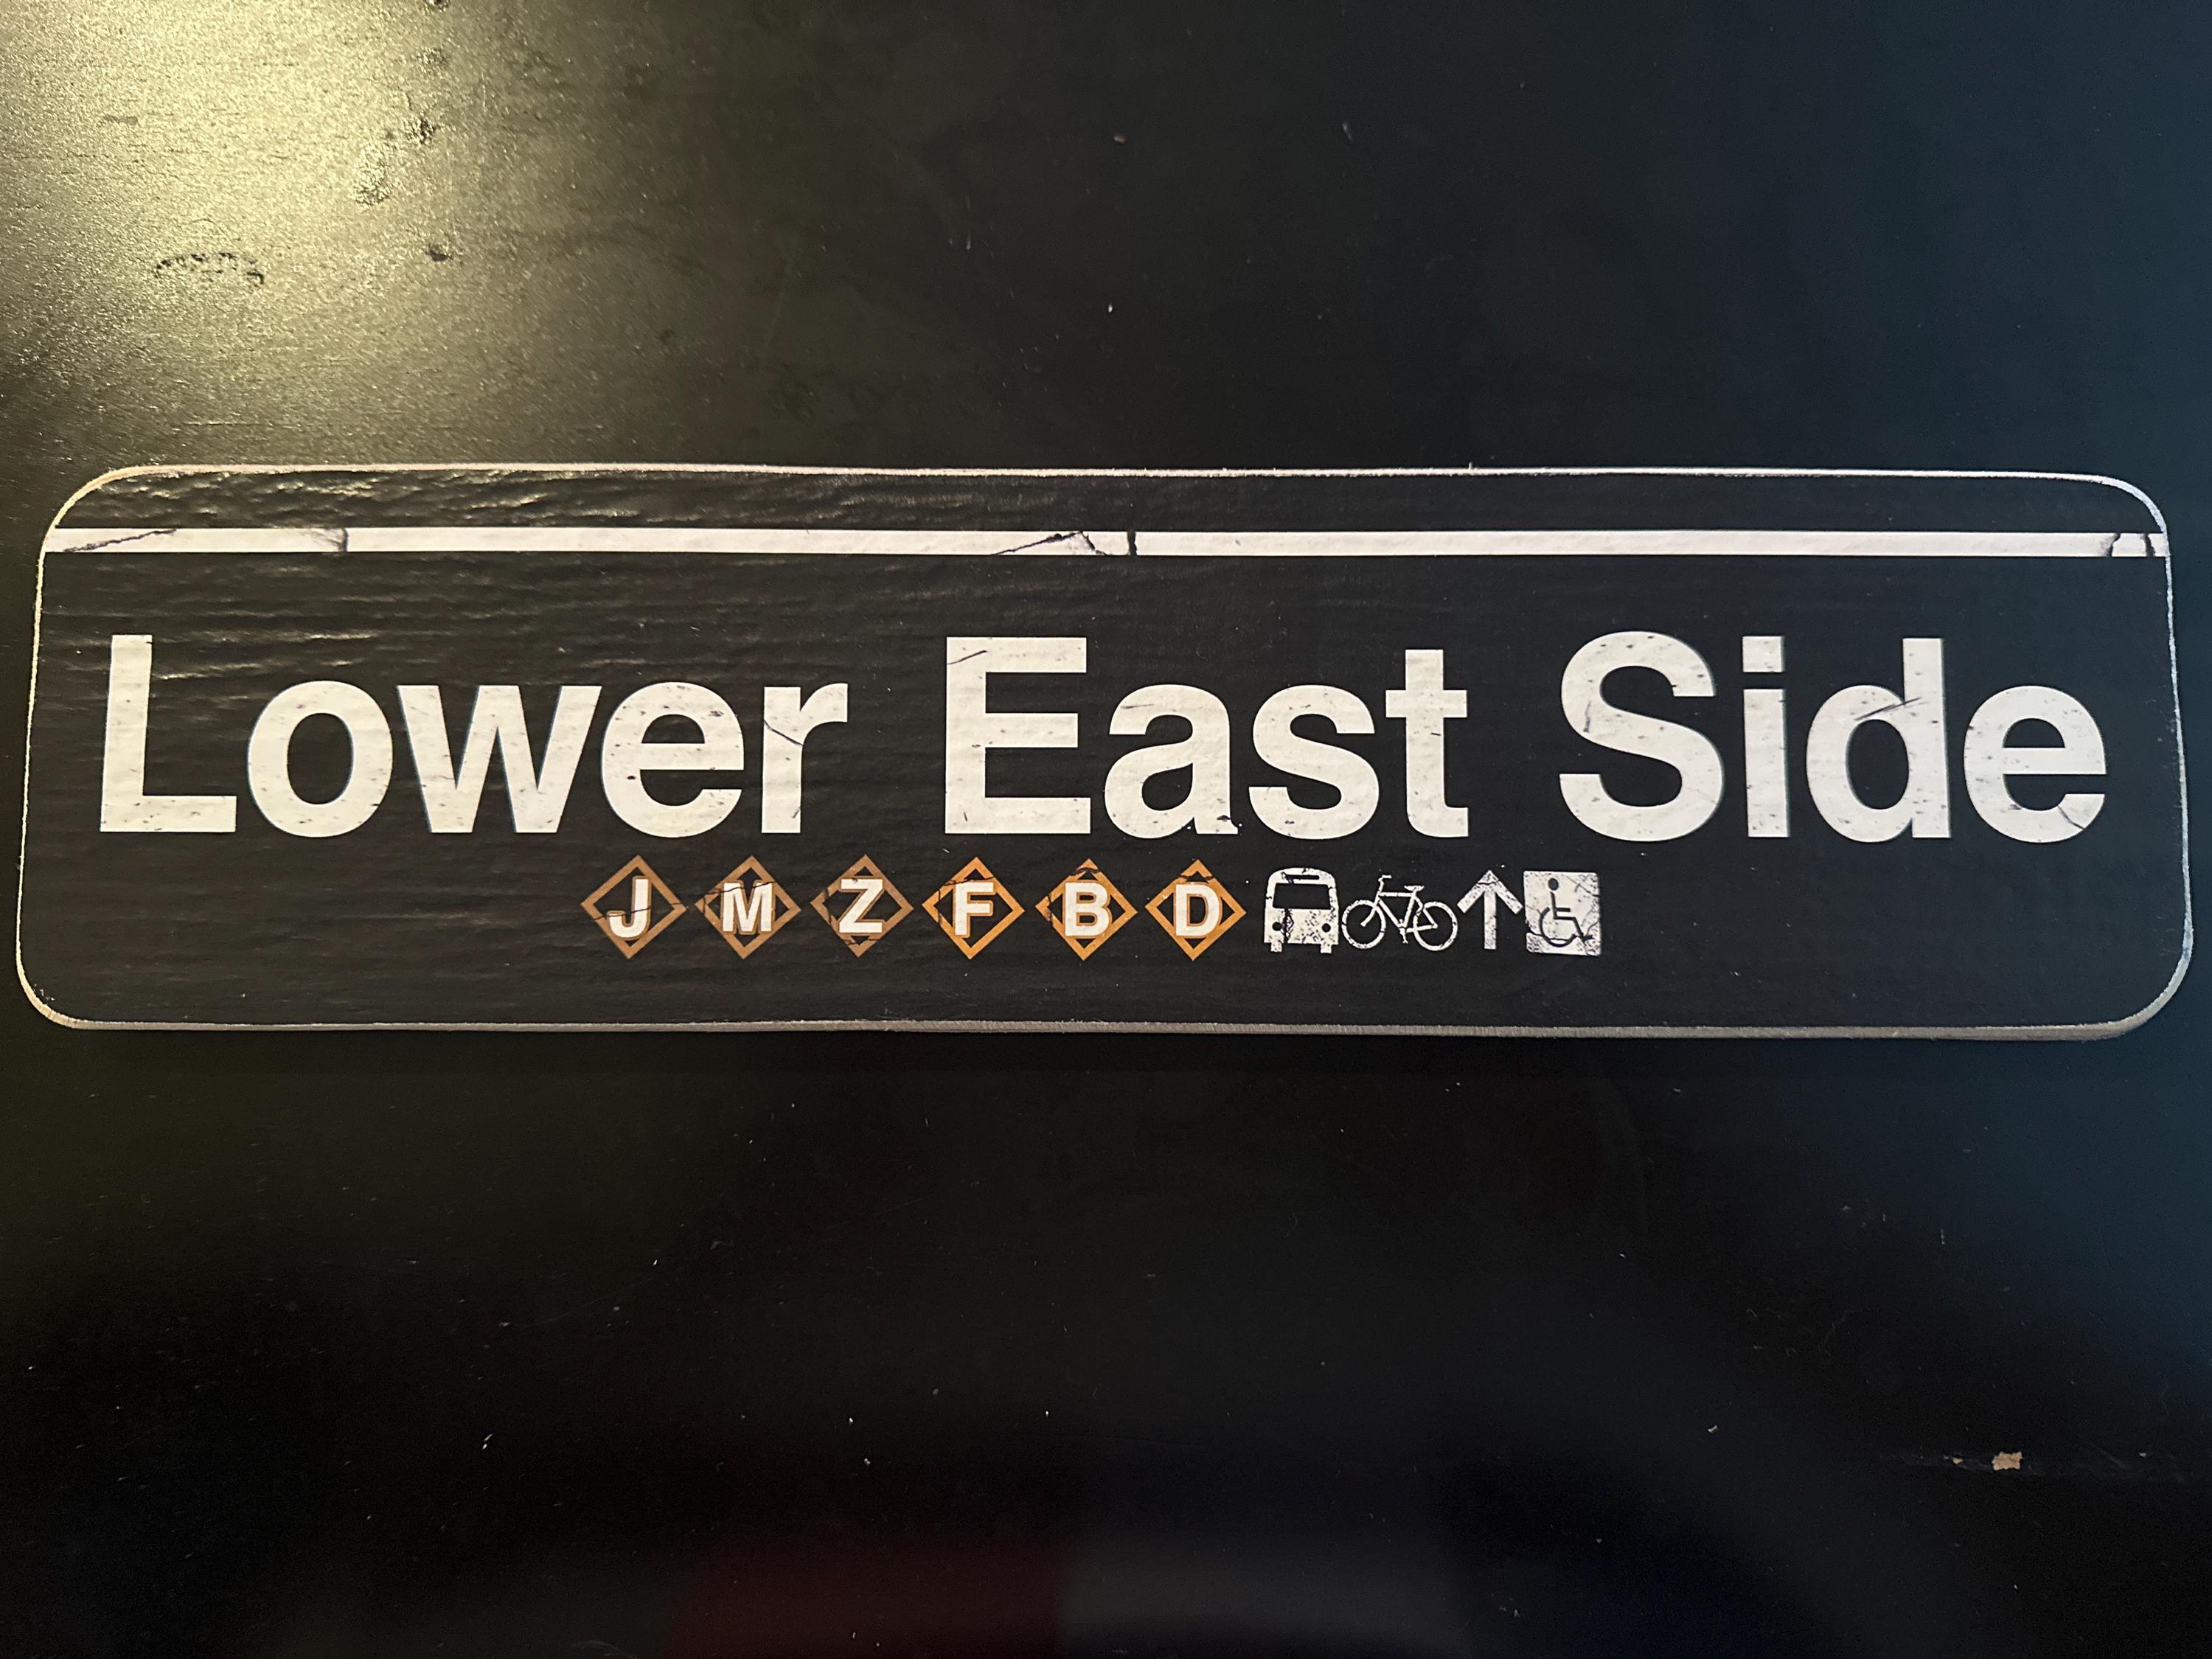 Lower East Side
J M Z F B D